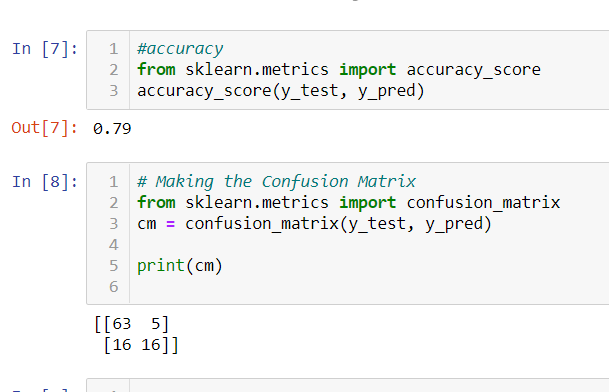 In [7]: 1 #accuracy
2 from sklearn.metrics import accuracy_score
3 accuracy_score(y_test, y_pred)
Out[7]: 0.79
In [8]: 1 # Making the Confusion Matrix
2 from sklearn.metrics import confusion_matrix
3 cm = confusion_matrix(y_test, y_pred)
4
5 print(cm)
6
[[63  5]
 [16 16]]